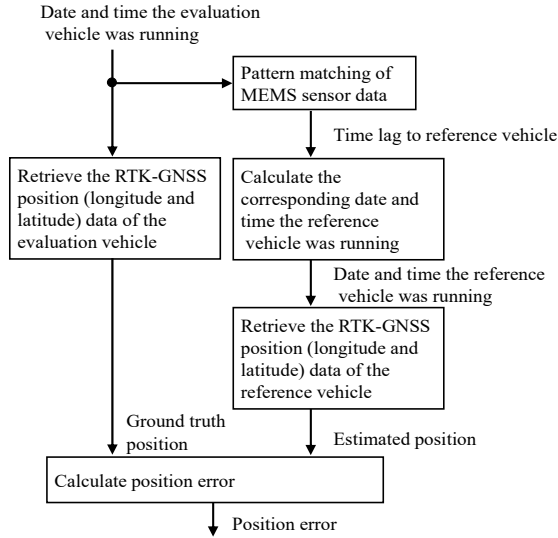 Date and time the evaluation
vehicle was running
Pattern matching of
MEMS sensor data
Time lag to reference vehicle
Retrieve the RTK-GNSS
position (longitude and
latitude) data of the
evaluation vehicle
Calculate the
corresponding date and
time the reference
vehicle was running
Date and time the reference
vehicle was running
Retrieve the RTK-GNSS
position (longitude and
latitude) data of the
reference vehicle
Ground truth
position
Estimated position
Calculate position error
Position error